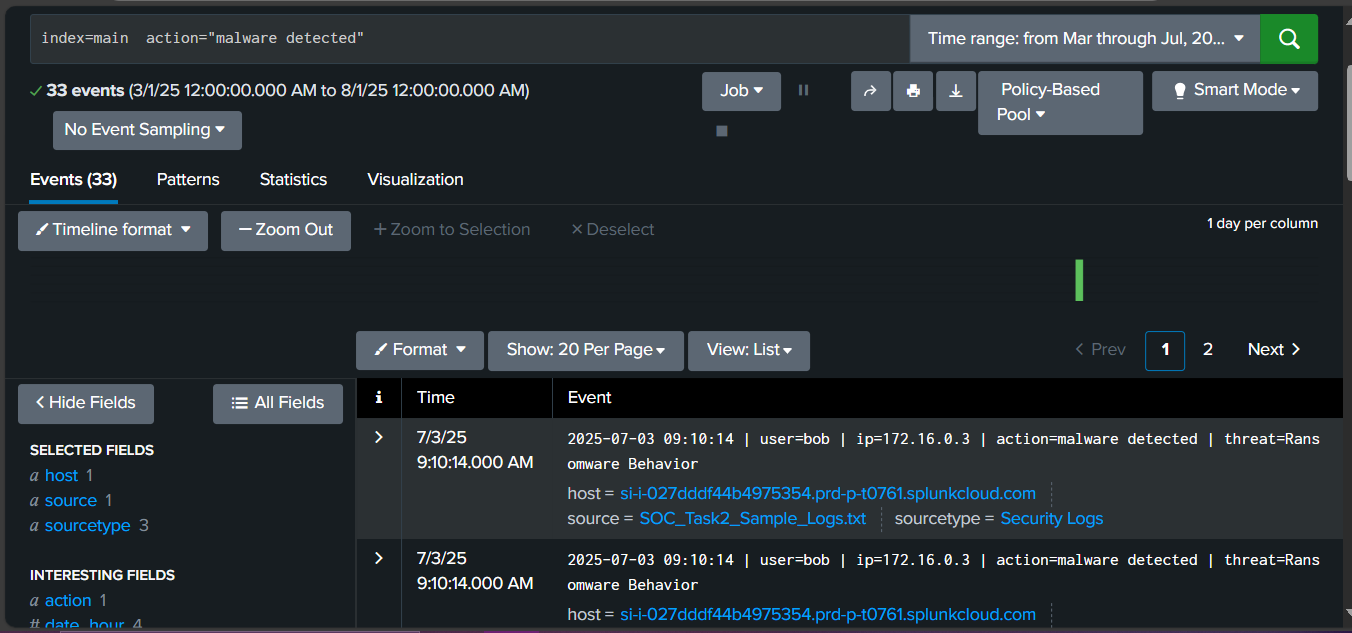 index=main  action="malware detected"
Time range: from Mar through Jul, 20...
33 events (3/1/25 12:00:00.000 AM to 8/1/25 12:00:00.000 AM)
Job
Policy-Based Pool
Smart Mode
No Event Sampling
Events (33)
Patterns
Statistics
Visualization
Timeline format
Zoom Out
+ Zoom to Selection
× Deselect
1 day per column
Format
Show: 20 Per Page
View: List
Prev
1
2
Next
Hide Fields
All Fields
i
Time
Event
SELECTED FIELDS
a host 1
a source 1
a sourcetype 3
INTERESTING FIELDS
a action 1
# date_hour 4
7/3/25
9:10:14.000 AM
2025-07-03 09:10:14 | user=bob | ip=172.16.0.3 | action=malware detected | threat=Rans
omware Behavior
host = si-i-027dddf44b4975354.prd-p-t0761.splunkcloud.com
source = SOC_Task2_Sample_Logs.txt
sourcetype = Security Logs
7/3/25
9:10:14.000 AM
2025-07-03 09:10:14 | user=bob | ip=172.16.0.3 | action=malware detected | threat=Rans
omware Behavior
host = si-i-027dddf44b4975354.prd-p-t0761.splunkcloud.com